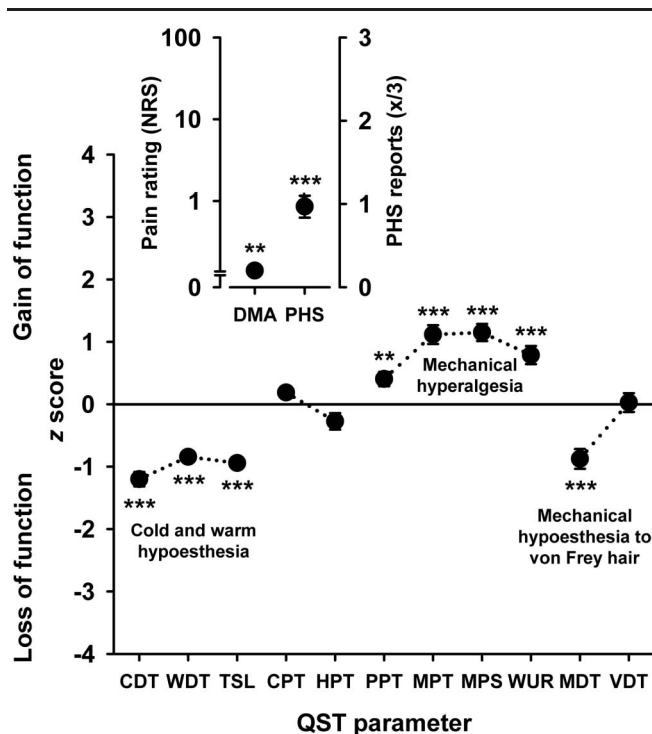 100
10
1
0
Pain rating (NRS)
3
2
1
0
PHS reports (x/3)
**
***
DMA PHS
Gain of function
Loss of function
z score
4
3
2
1
0
-1
-2
-3
-4
***
***
***
Cold and warm
hypoesthesia
**
***
***
***
Mechanical
hyperalgesia
***
Mechanical
hypoesthesia to
von Frey hair
CDT WDT TSL CPT HPT PPT MPT MPS WUR MDT VDT
QST parameter